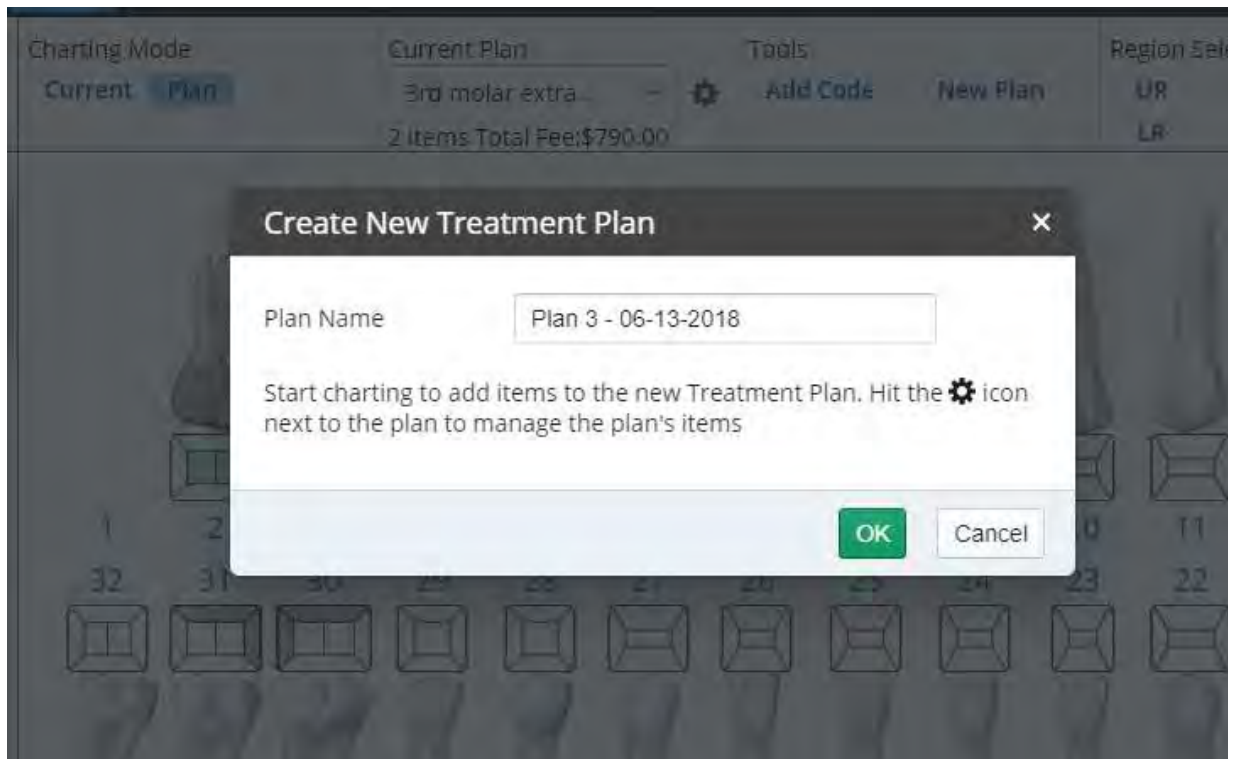 Charting Mode
Current Plan
Tools
Region Sele
Current Plan
3rd molar extra...
Add Code
New Plan
UR
2 items Total Fee:$790.00
LR
Create New Treatment Plan
Plan Name
Plan 3 - 06-13-2018
Start charting to add items to the new Treatment Plan. Hit the icon
next to the plan to manage the plan's items
OK Cancel
1 2 11
32 31 30 29 28 27 26 25 24 23 22